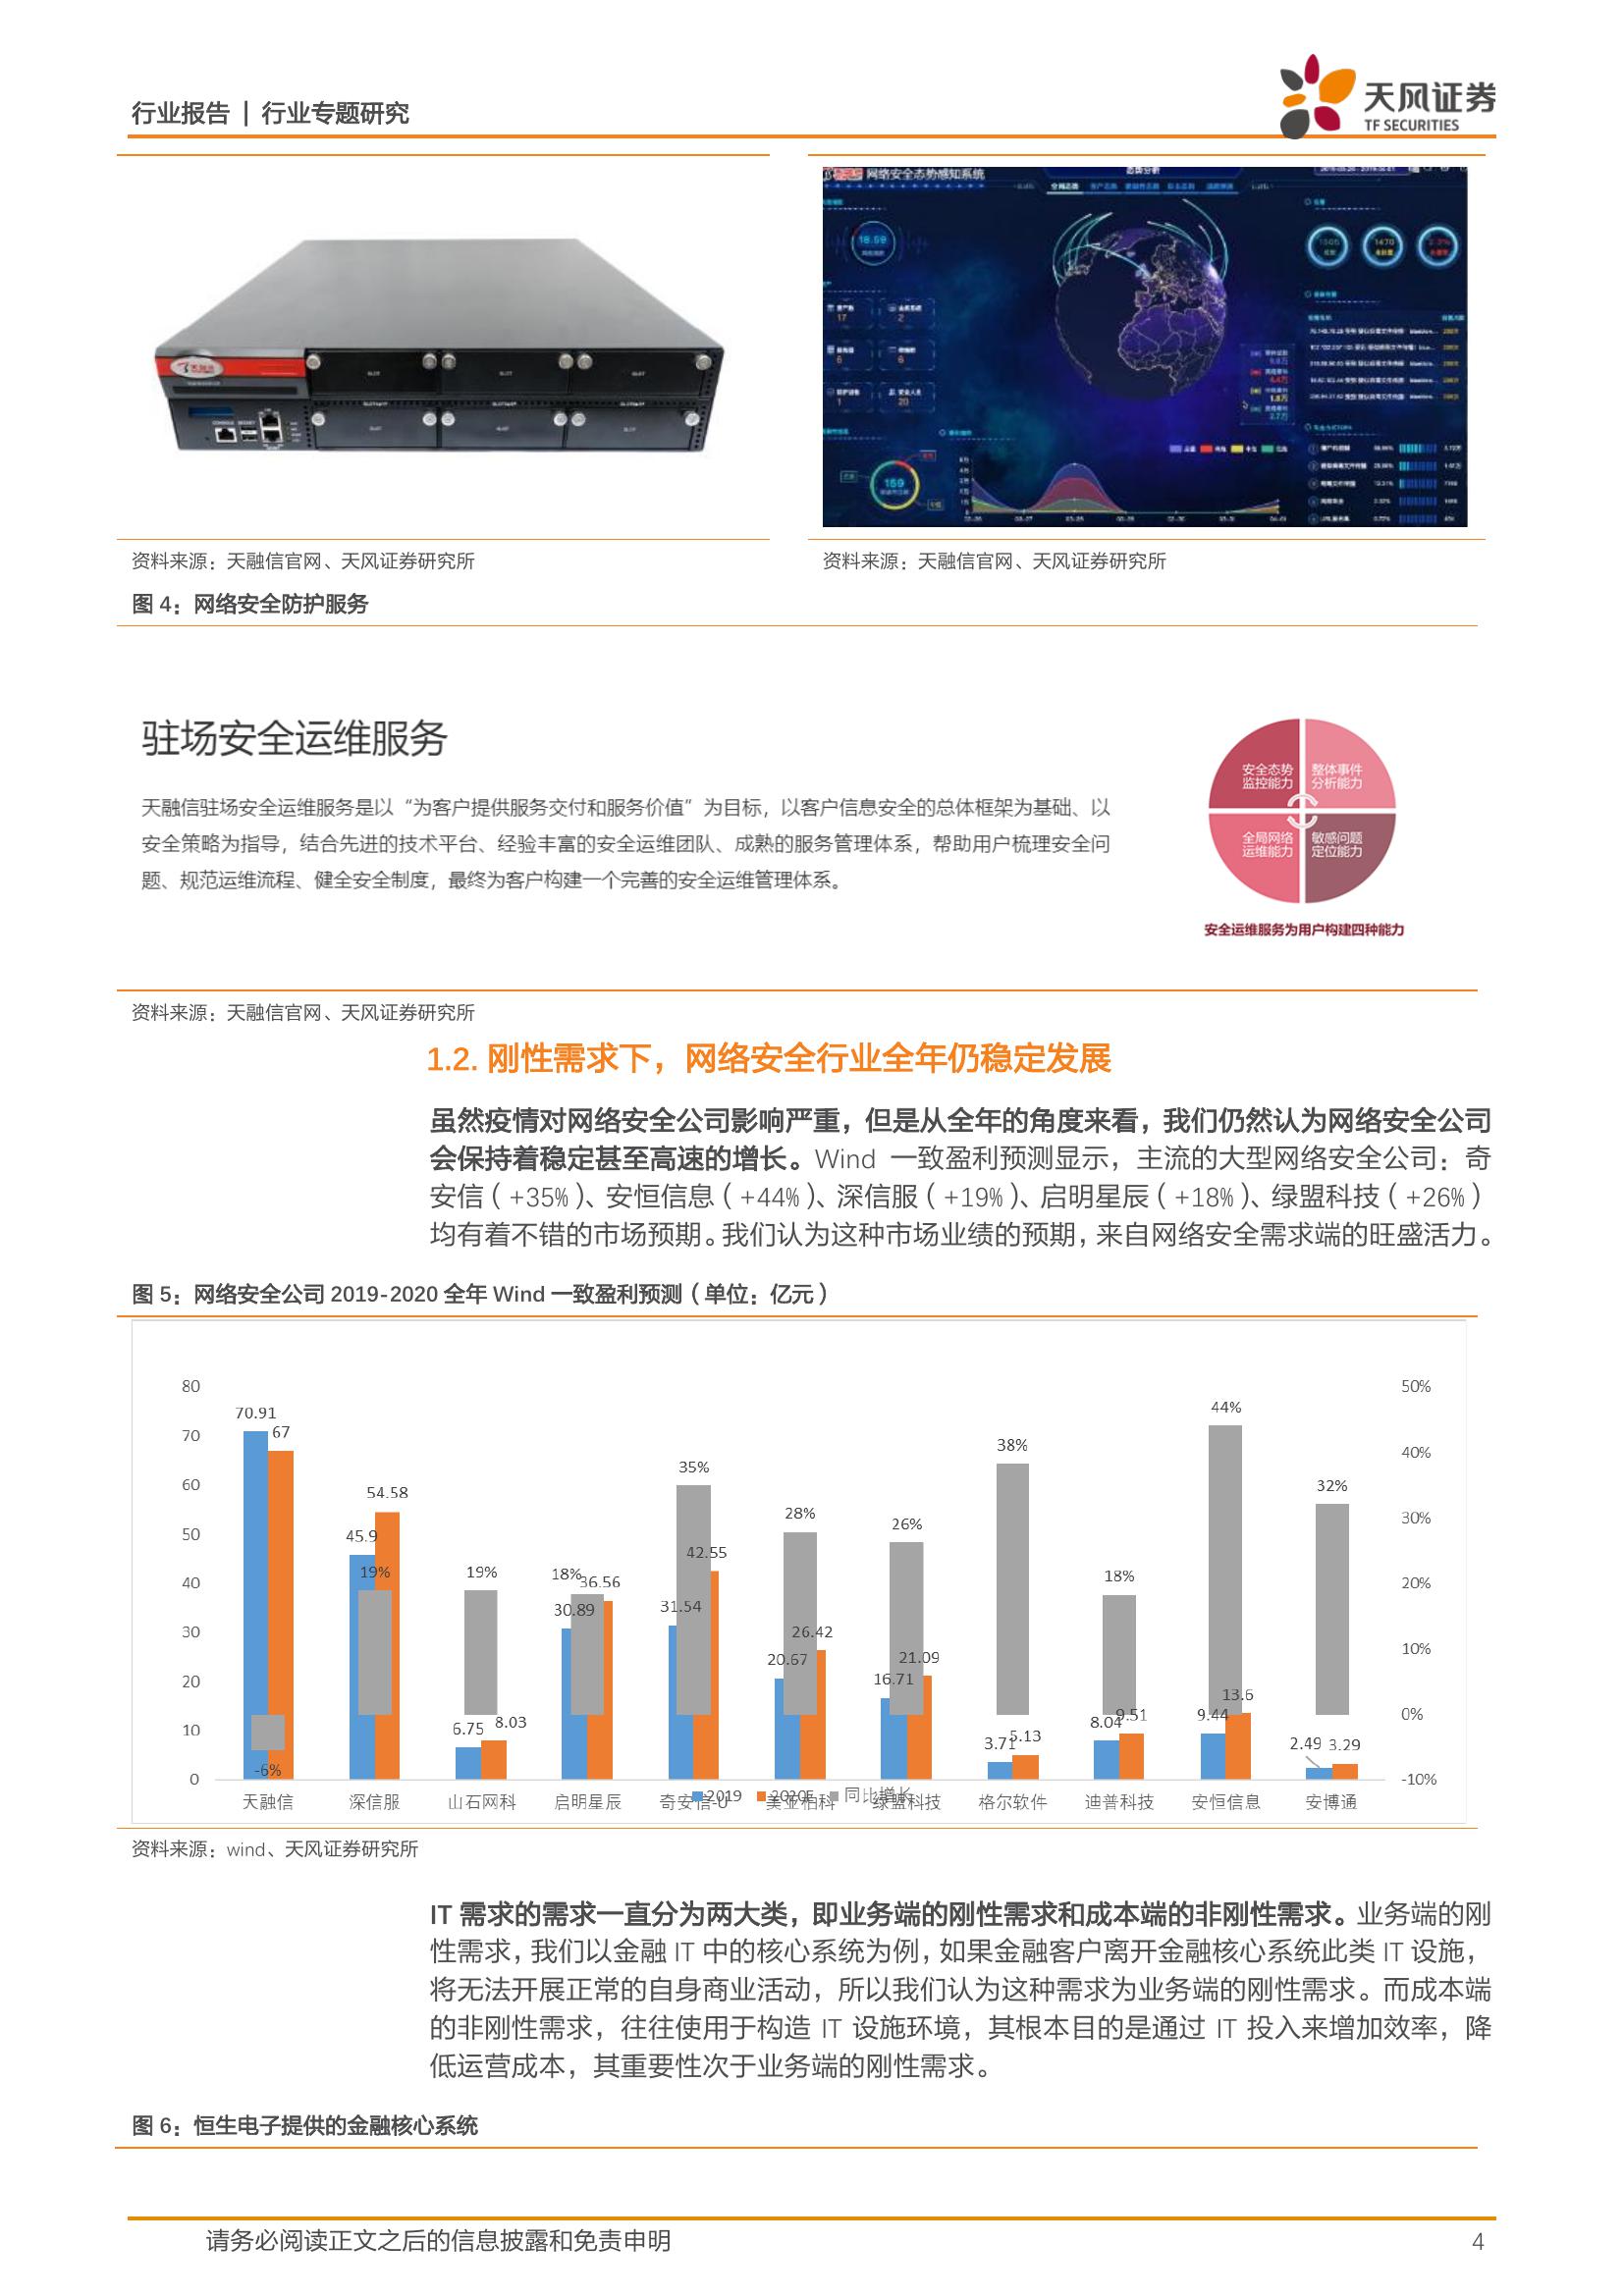 行业报告 | 行业专题研究
天风证券
TF SECURITIES
天融信
SLOT SLOT SLOT
SLOT SLOT SLOT
网络安全态势感知系统
态势分析
18.69
1470
17
2
6
6
1
20
159
资料来源：天融信官网、天风证券研究所
资料来源：天融信官网、天风证券研究所
图 4：网络安全防护服务
驻场安全运维服务
天融信驻场安全运维服务是以“为客户提供服务交付和服务价值”为目标，以客户信息安全的总体框架为基础、以
安全策略为指导，结合先进的技术平台、经验丰富的安全运维团队、成熟的服务管理体系，帮助用户梳理安全问
题、规范运维流程、健全安全制度，最终为客户构建一个完善的安全运维管理体系。
安全态势 整体事件
监控能力 分析能力
全局网络 敏感问题
运维能力 定位能力
安全运维服务为用户构建四种能力
资料来源：天融信官网、天风证券研究所
1.2. 刚性需求下，网络安全行业全年仍稳定发展
虽然疫情对网络安全公司影响严重，但是从全年的角度来看，我们仍然认为网络安全公司
会保持着稳定甚至高速的增长。Wind 一致盈利预测显示，主流的大型网络安全公司：奇
安信（+35%）、安恒信息（+44%）、深信服（+19%）、启明星辰（+18%）、绿盟科技（+26%）
均有着不错的市场预期。我们认为这种市场业绩的预期，来自网络安全需求端的旺盛活力。
图 5：网络安全公司 2019-2020 全年 Wind 一致盈利预测（单位：亿元）
80 50%
70.91 67 44%
70 40%
54.58 35% 38%
60 32%
28% 26% 30%
50
45.9 42.55
40 20%
19% 19% 18% 36.56 18%
30.89 31.54
30 10%
20.67 26.42 16.71 21.09
20
13.6 0%
10
6.75 8.03 3.71 5.13 8.04 9.51 9.44 2.49 3.29
-6%
0 -10%
天融信 深信服 山石网科 启明星辰 奇安信-U 美亚柏科 绿盟科技 格尔软件 迪普科技 安恒信息 安博通
2019 2020E 同比增长
资料来源：wind、天风证券研究所
IT 需求的需求一直分为两大类，即业务端的刚性需求和成本端的非刚性需求。业务端的刚
性需求，我们以金融 IT 中的核心系统为例，如果金融客户离开金融核心系统此类 IT 设施，
将无法开展正常的自身商业活动，所以我们认为这种需求为业务端的刚性需求。而成本端
的非刚性需求，往往使用于构造 IT 设施环境，其根本目的是通过 IT 投入来增加效率，降
低运营成本，其重要性次于业务端的刚性需求。
图 6：恒生电子提供的金融核心系统
请务必阅读正文之后的信息披露和免责申明 4